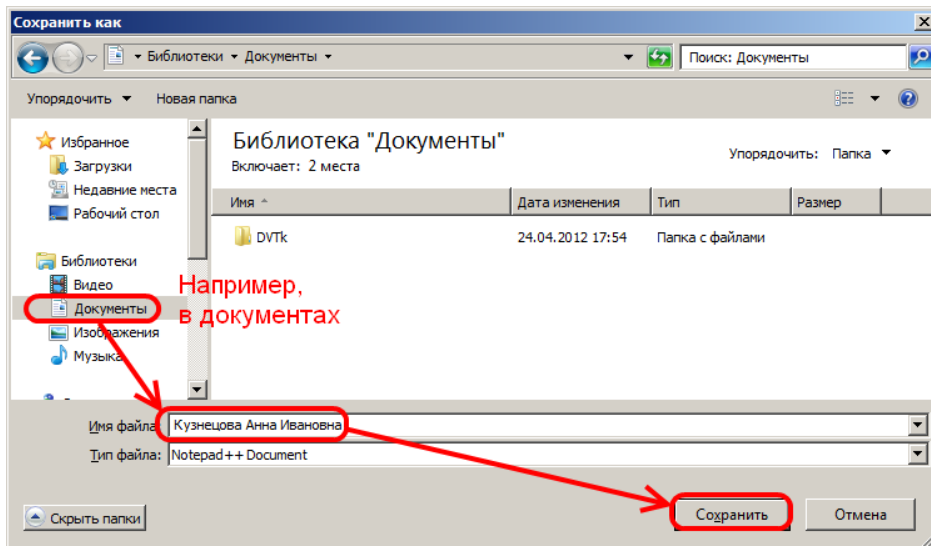 Сохранить как
Библиотеки Документы
Поиск: Документы
Упорядочить Новая папка
Избранное
Загрузки
Недавние места
Рабочий стол
Библиотеки
Видео
Документы
Изображения
Музыка
Библиотека "Документы"
Включает: 2 места
Упорядочить: Папка
Имя Дата изменения Тип Размер
DVTk 24.04.2012 17:54 Папка с файлами
Например,
в документах
Имя файла: Кузнецова Анна Ивановна
Тип файла: Notepad++ Document
Скрыть папки
Сохранить
Отмена